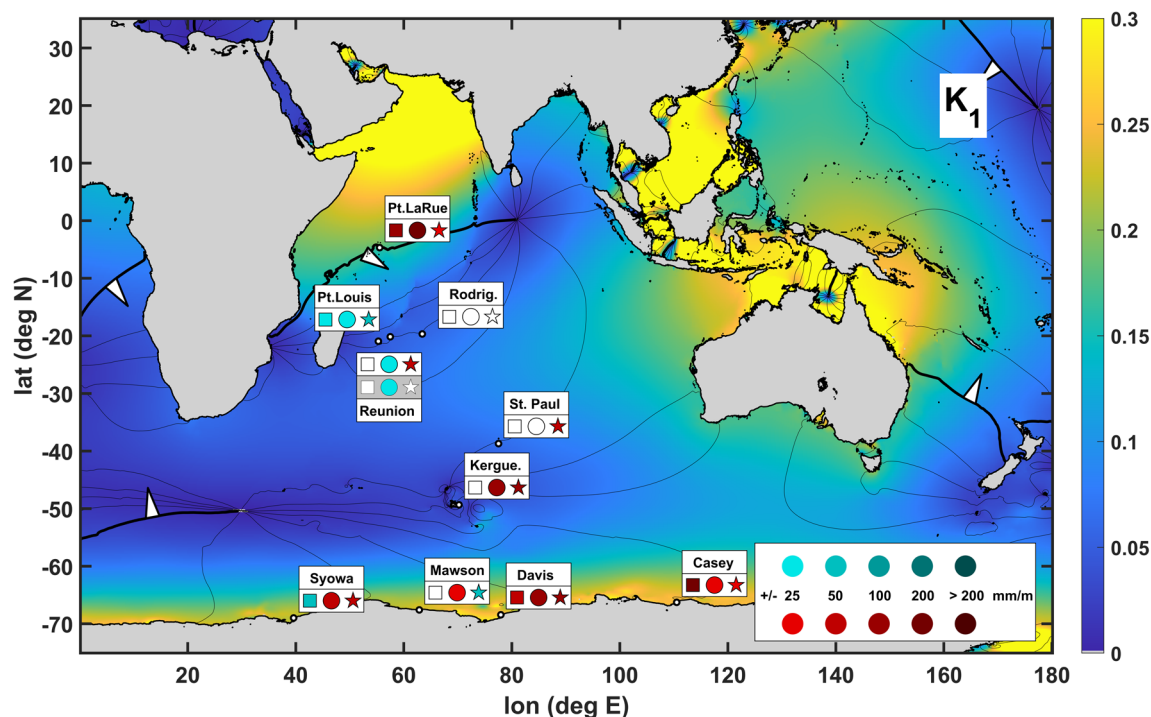 30
20
10
0
-10
-20
-30
-40
-50
-60
-70
lat (deg N)
K1
Pt.LaRue
Pt.Louis
Rodrig.
Reunion
St. Paul
Kergue.
Syowa
Mawson
Davis
Casey
+/- 25 50 100 200 > 200 mm/m
20 40 60 80 100 120 140 160 180
lon (deg E)
0.3
0.25
0.2
0.15
0.1
0.05
0